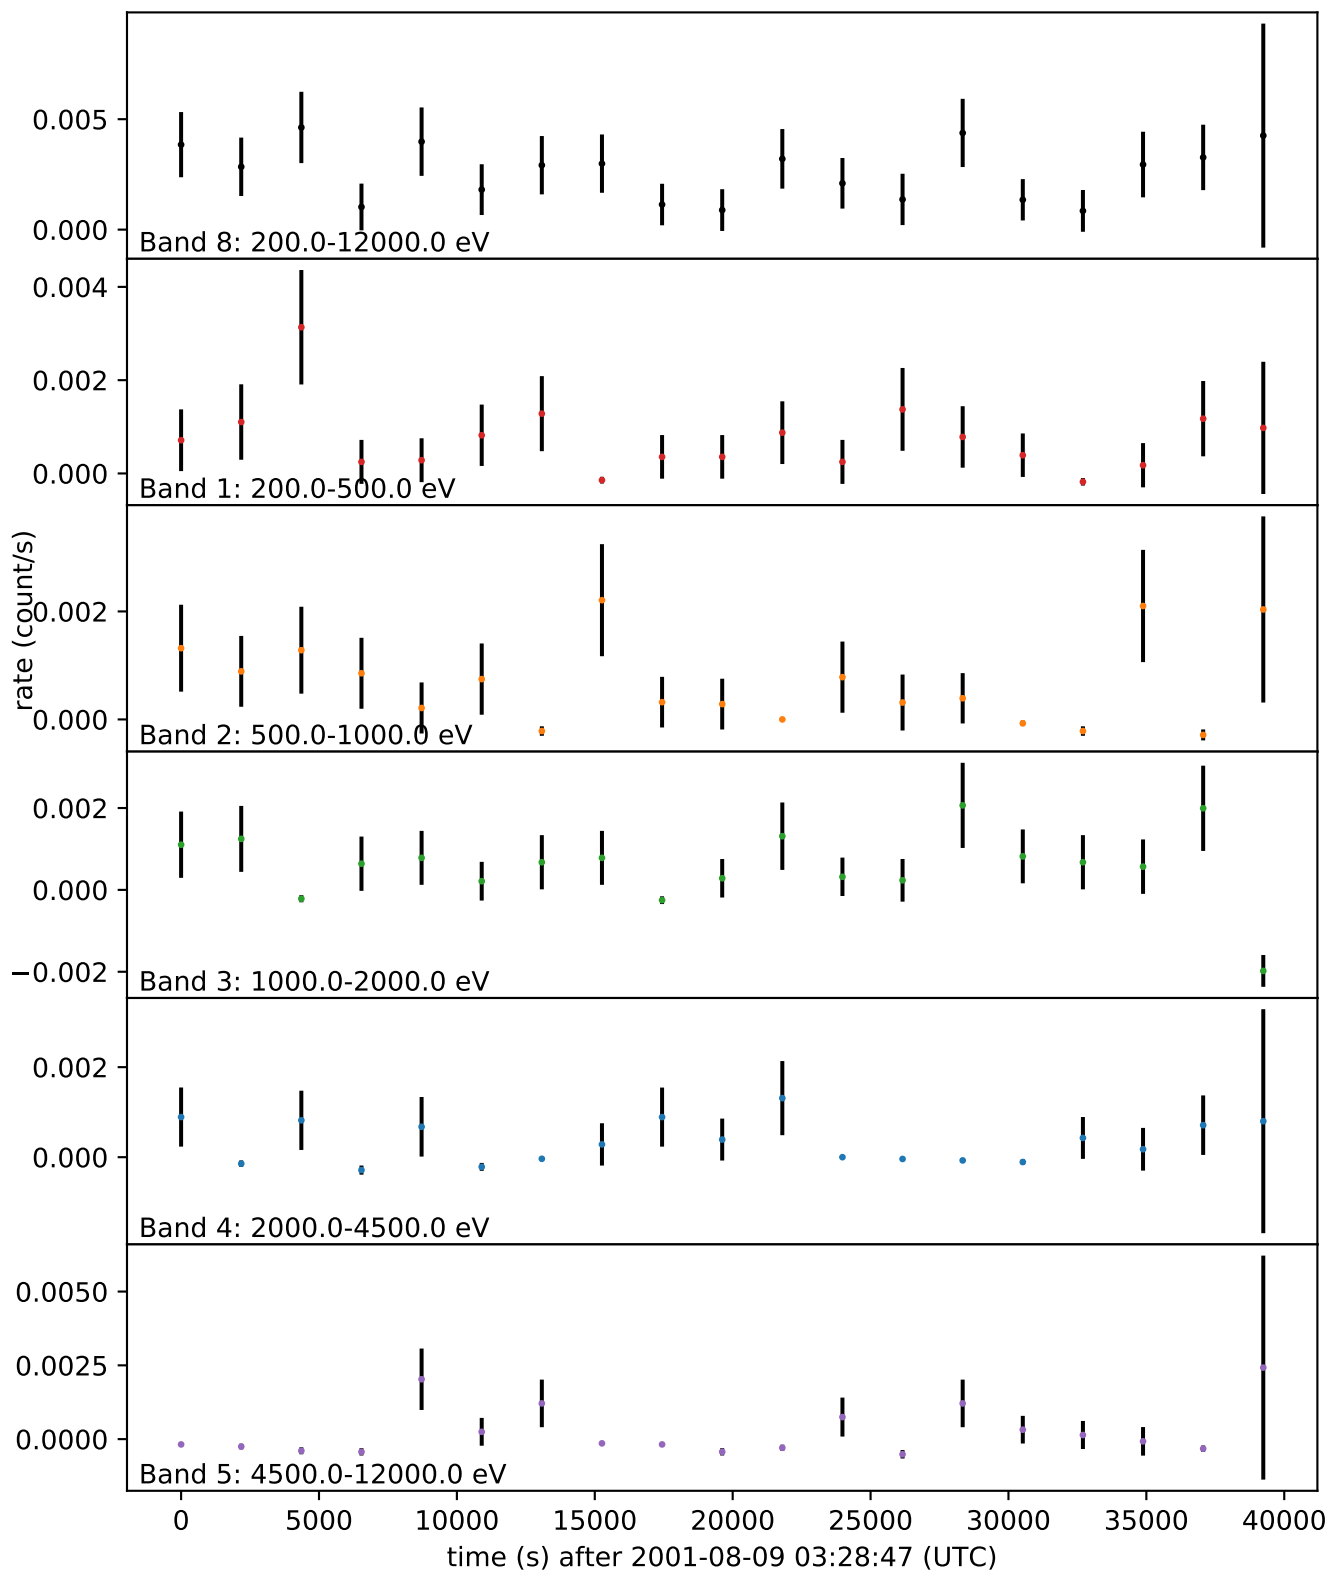 0.005
0.000
Band 8: 200.0-12000.0 eV
0.004
0.002
0.000
Band 1: 200.0-500.0 eV
rate (count/s)
0.002
0.000
Band 2: 500.0-1000.0 eV
0.002
0.000
−0.002
Band 3: 1000.0-2000.0 eV
0.002
0.000
Band 4: 2000.0-4500.0 eV
0.0050
0.0025
0.0000
Band 5: 4500.0-12000.0 eV
0 5000 10000 15000 20000 25000 30000 35000 40000
time (s) after 2001-08-09 03:28:47 (UTC)